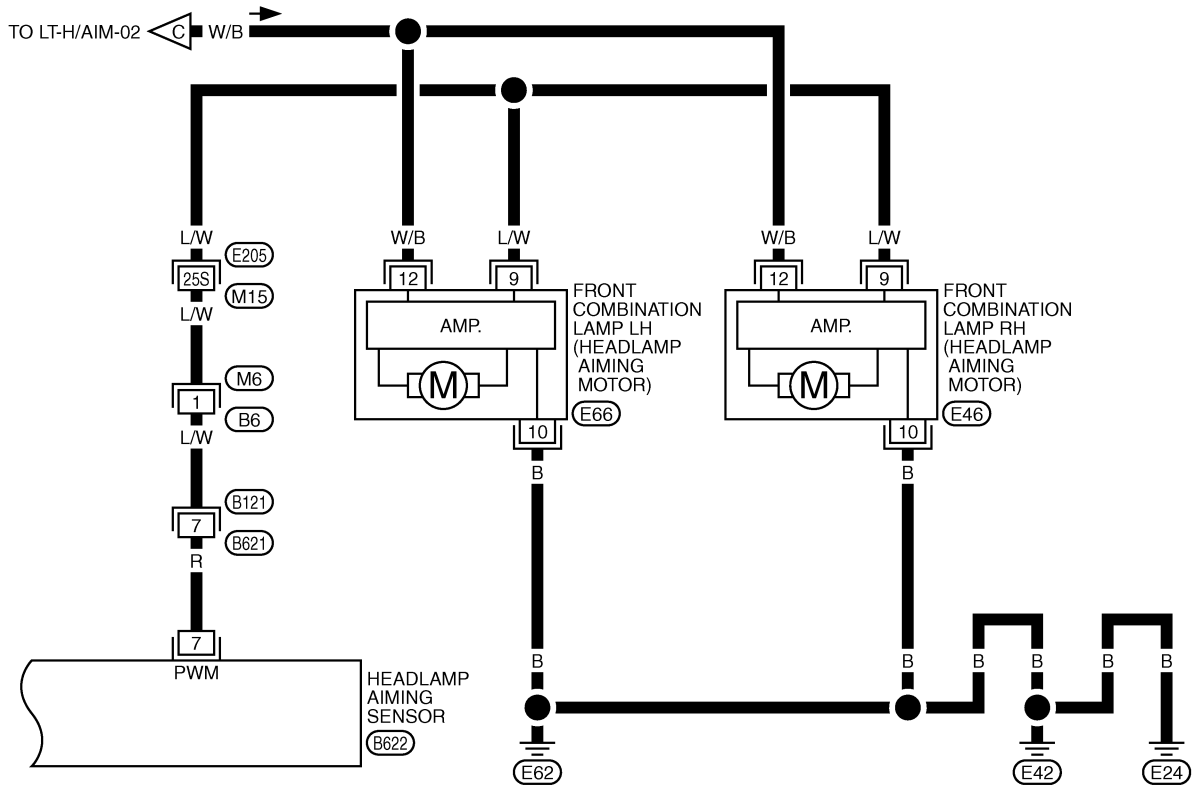 TO LT-H/AIM-02 C W/B
L/W W/B L/W W/B L/W
E205
25S 12 9 12 9
M15
L/W
FRONT
COMBINATION
LAMP LH
(HEADLAMP
AIMING
MOTOR)
E66
AMP.
M
10
B
FRONT
COMBINATION
LAMP RH
(HEADLAMP
AIMING
MOTOR)
E46
AMP.
M
10
B
M6
1
B6
L/W
B121
7
B621
R
7
PWM
HEADLAMP
AIMING
SENSOR
B622
B B B B B B
E62 E42 E24